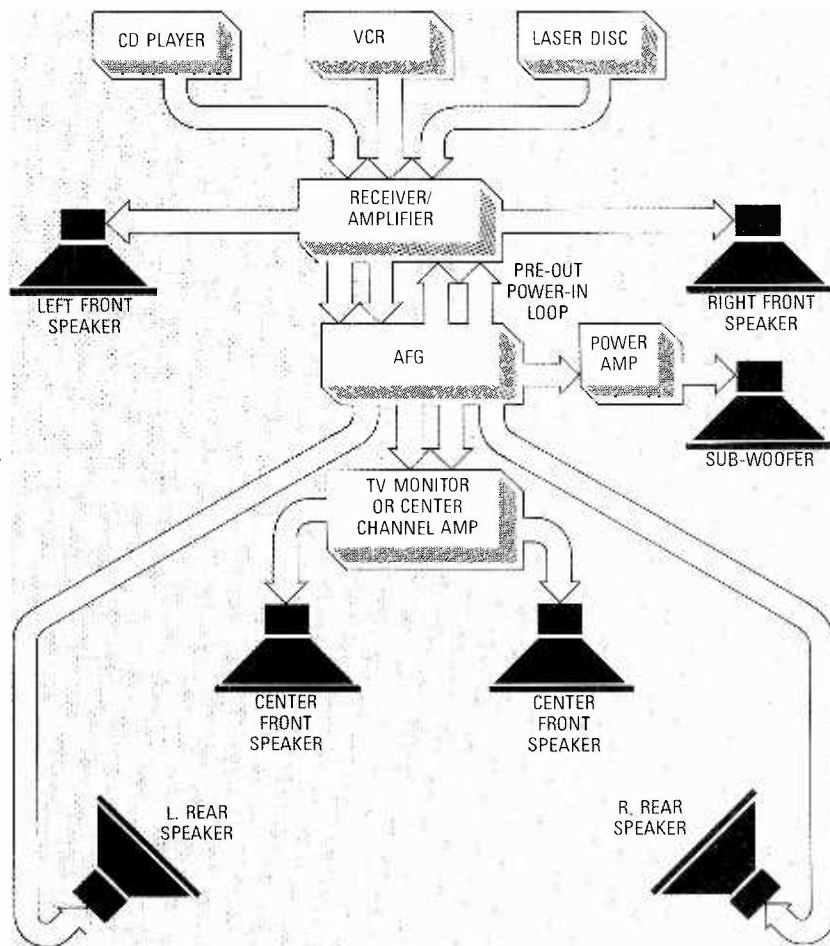 CD PLAYER
VCR
LASER DISC
RECEIVER/
AMPLIFIER
LEFT FRONT
SPEAKER
PRE-OUT
POWER-IN
LOOP
RIGHT FRONT
SPEAKER
AFG
POWER
AMP
SUB-WOOFER
TV MONITOR
OR CENTER
CHANNEL AMP
CENTER
FRONT
SPEAKER
CENTER
FRONT
SPEAKER
L. REAR
SPEAKER
R. REAR
SPEAKER